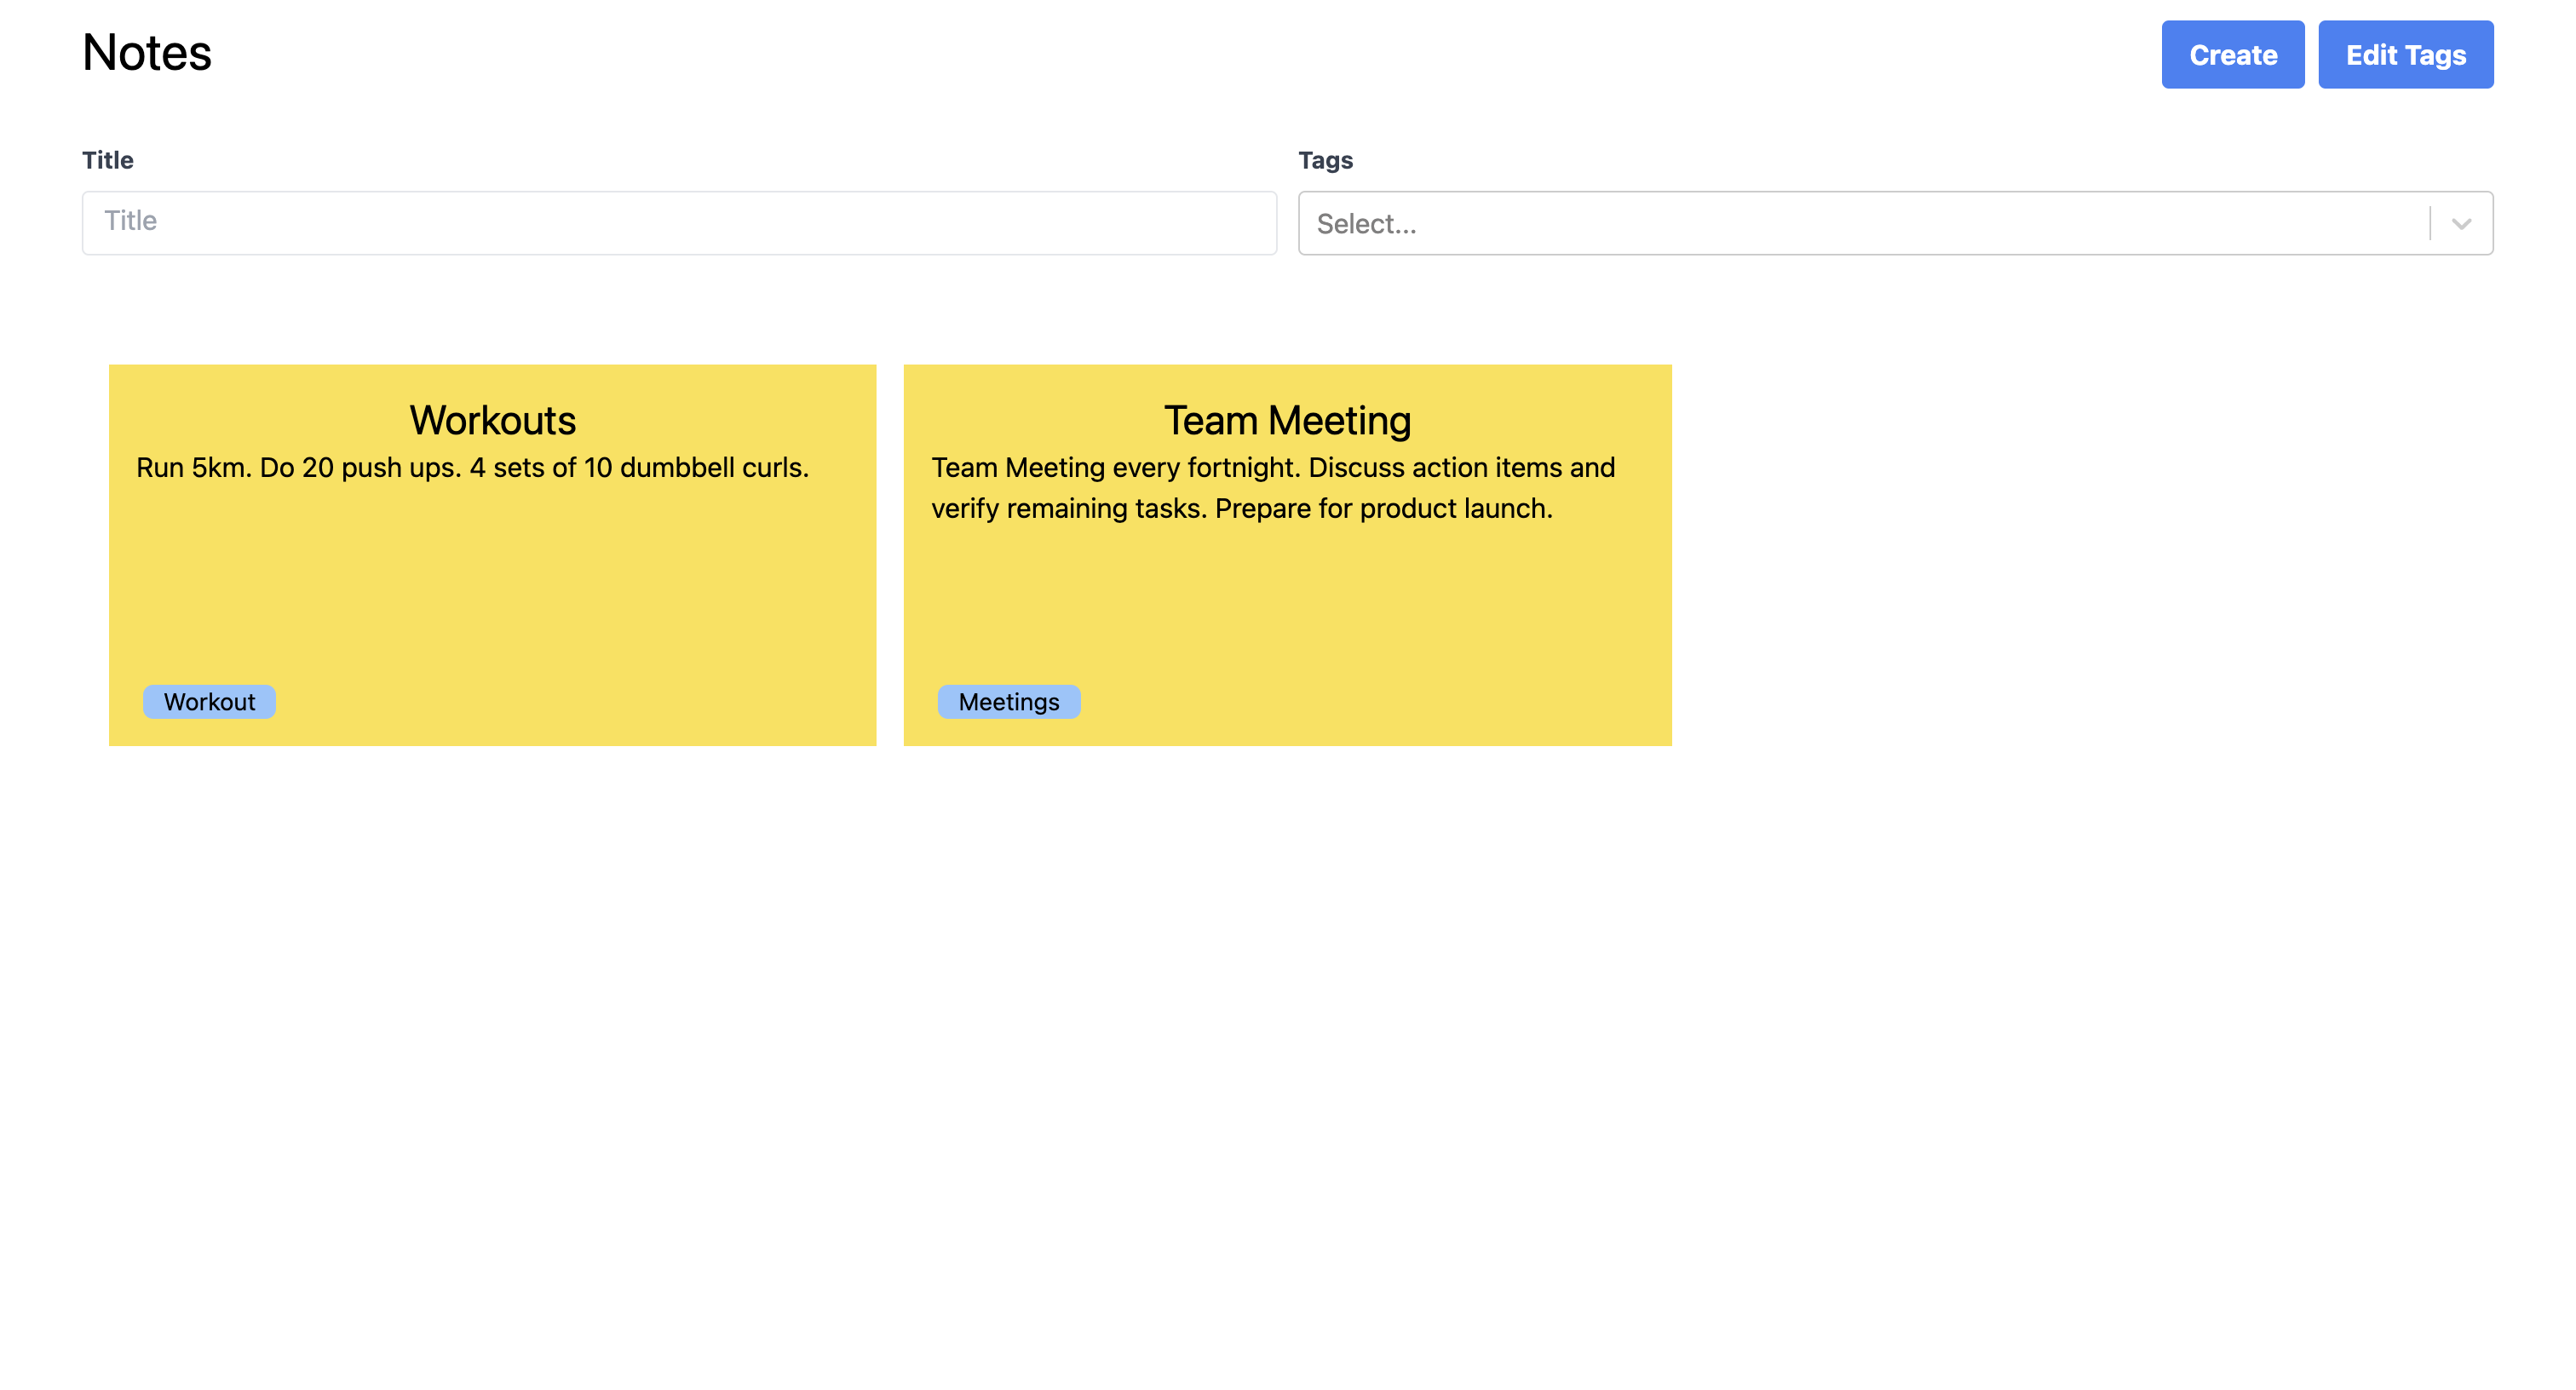 Notes
Create
Edit Tags
Title
Tags
Title
Select...
Workouts
Run 5km. Do 20 push ups. 4 sets of 10 dumbbell curls.
Workout
Team Meeting
Team Meeting every fortnight. Discuss action items and
verify remaining tasks. Prepare for product launch.
Meetings